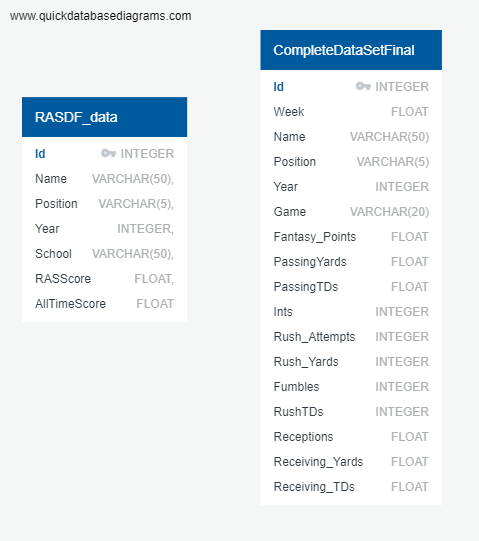 www.quickdatabasediagrams.com
RASDF_data
Id INTEGER
Name VARCHAR(50),
Position VARCHAR(5),
Year INTEGER,
School VARCHAR(50),
RASScore FLOAT,
AllTimeScore FLOAT
CompleteDataSetFinal
Id INTEGER
Week FLOAT
Name VARCHAR(50)
Position VARCHAR(5)
Year INTEGER
Game VARCHAR(20)
Fantasy_Points FLOAT
PassingYards FLOAT
PassingTDs FLOAT
Ints INTEGER
Rush_Attempts INTEGER
Rush_Yards INTEGER
Fumbles INTEGER
RushTDs INTEGER
Receptions FLOAT
Receiving_Yards FLOAT
Receiving_TDs FLOAT